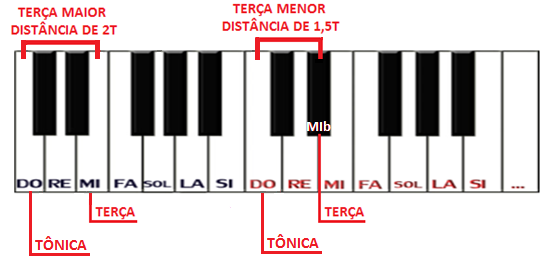 TERÇA MAIOR
DISTÂNCIA DE 2T
TERÇA MENOR
DISTÂNCIA DE 1,5T
MIb
DO RE MI FA SOL LA SI DO RE MI FA SOL LA SI ...
TERÇA
TERÇA
TÔNICA
TÔNICA